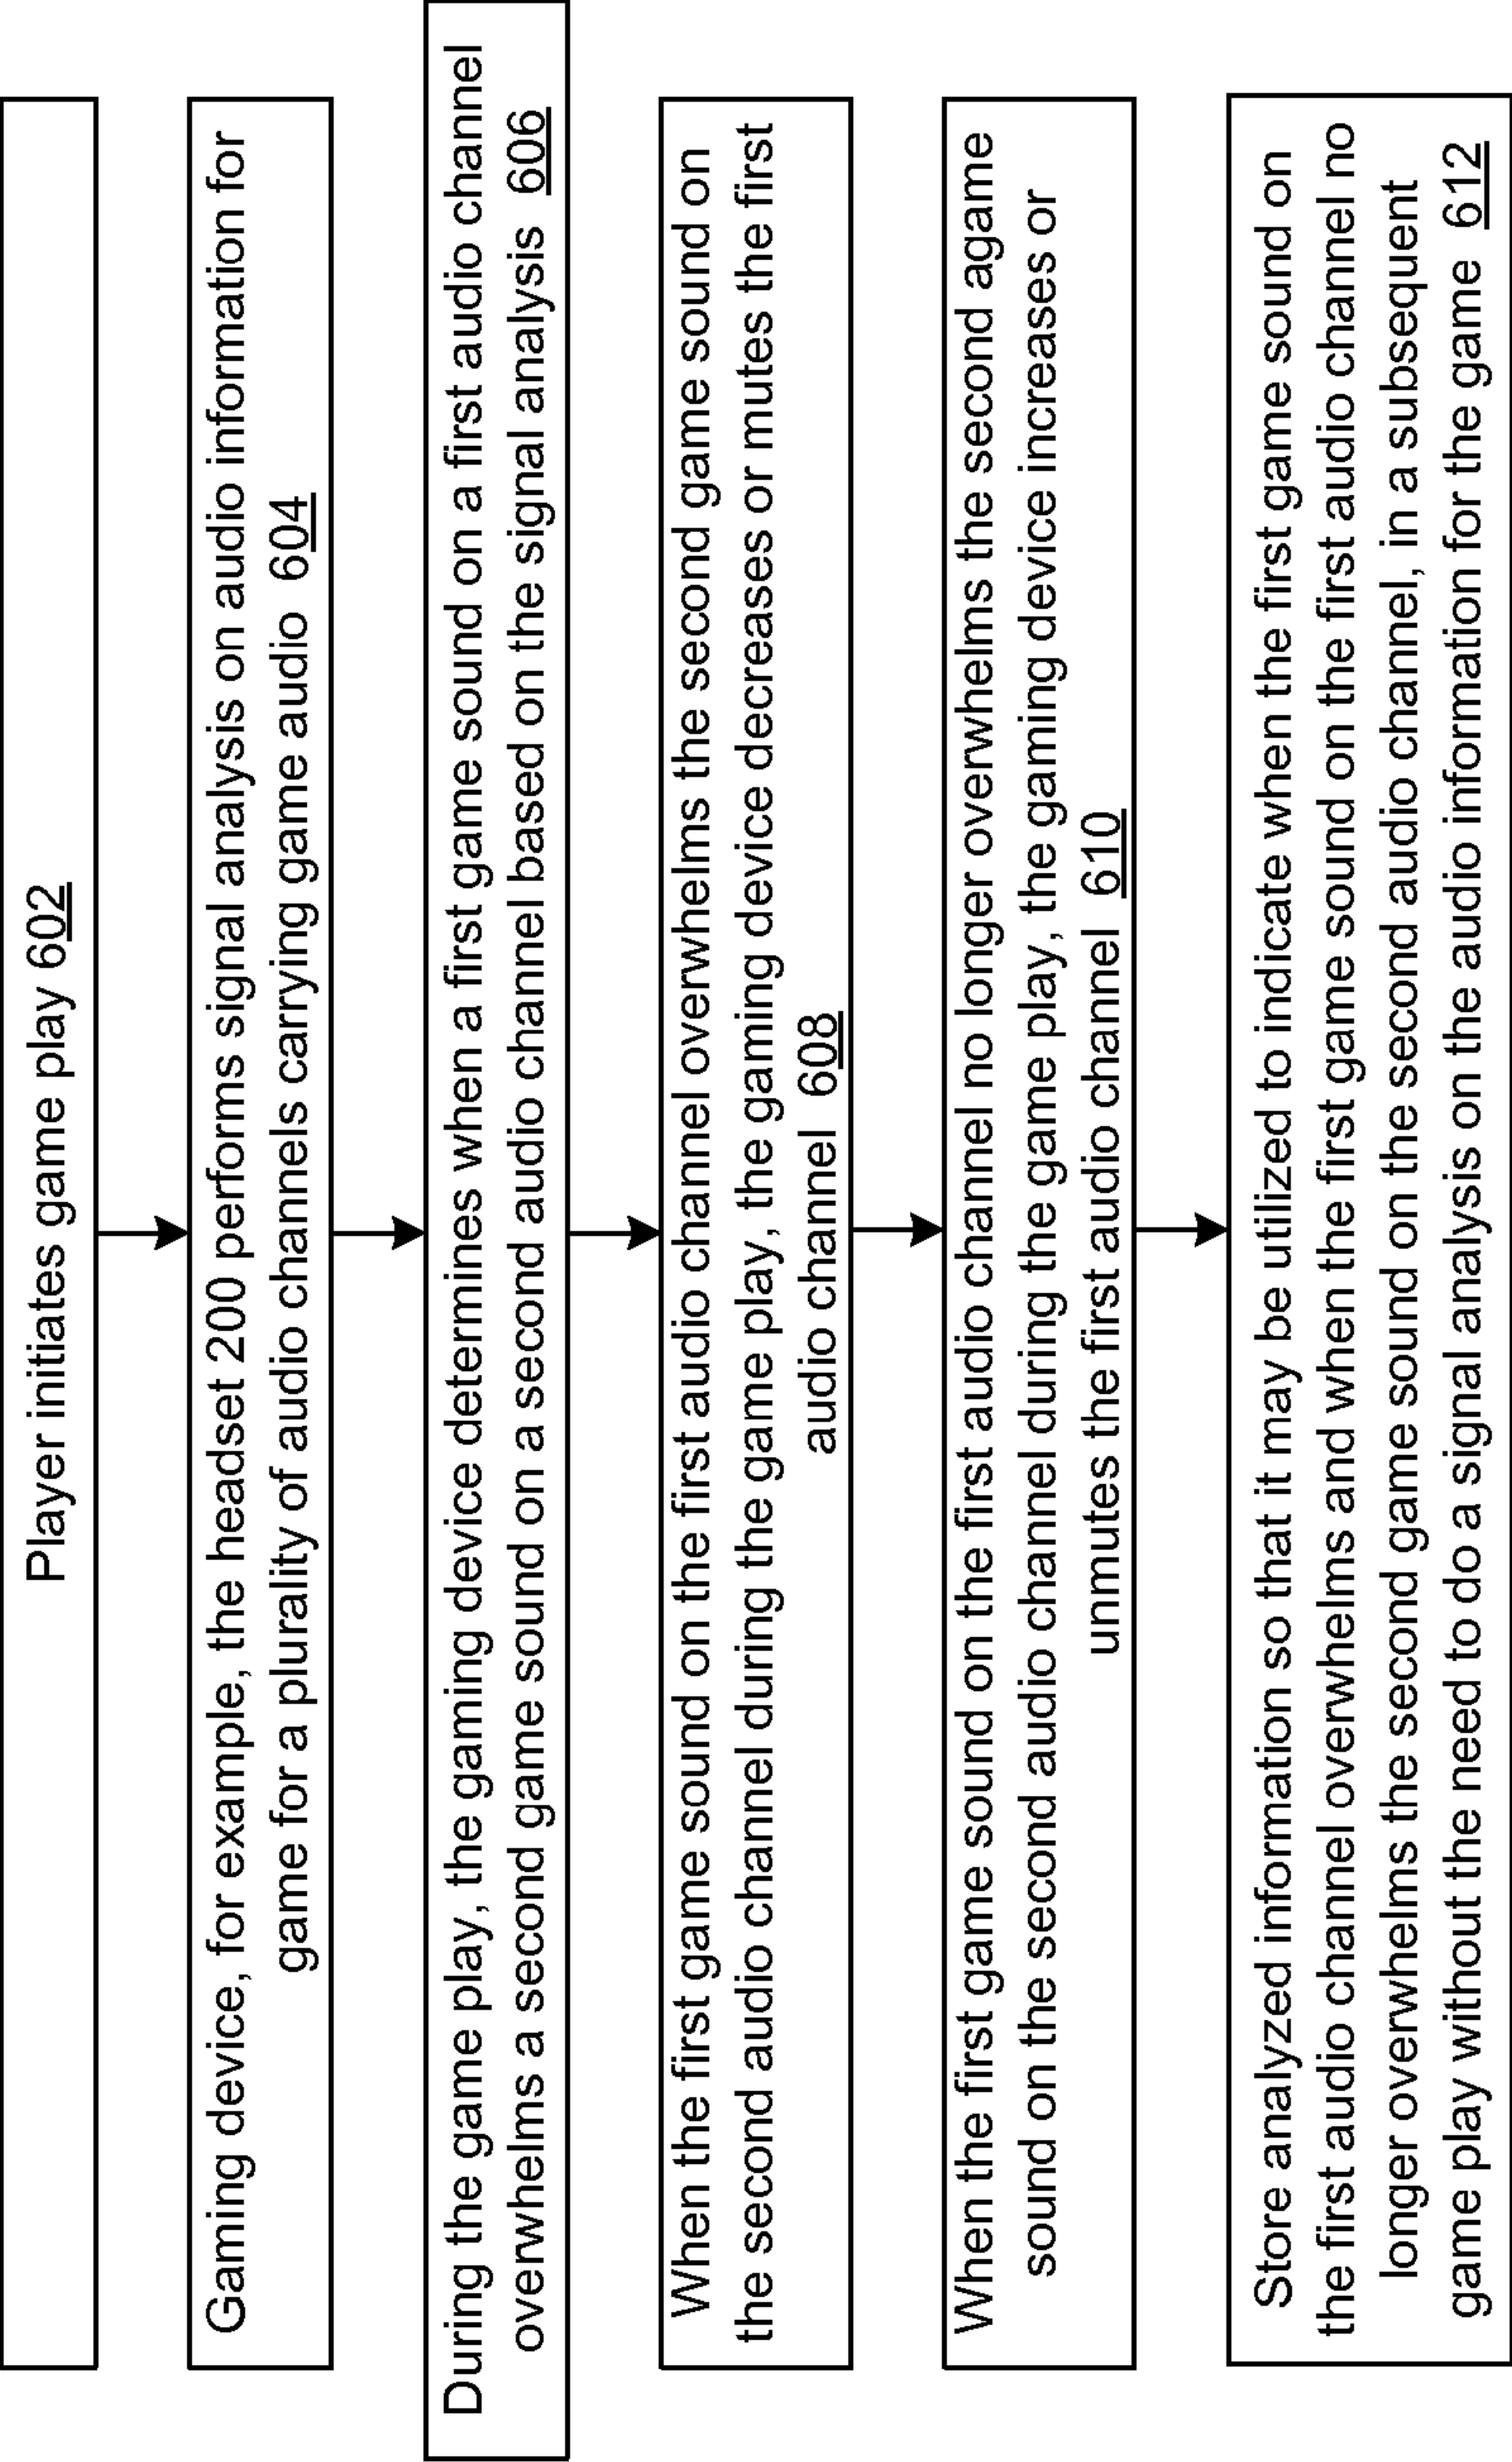 Player initiates game play 602
Gaming device, for example, the headset 200 performs signal analysis on audio information for
game for a plurality of audio channels carrying game audio 604
During the game play, the gaming device determines when a first game sound on a first audio channel
overwhelms a second game sound on a second audio channel based on the signal analysis 606
When the first game sound on the first audio channel overwhelms the second game sound on
the second audio channel during the game play, the gaming device decreases or mutes the first
audio channel 608
When the first game sound on the first audio channel no longer overwhelms the second agame
sound on the second audio channel during the game play, the gaming device increases or
unmutes the first audio channel 610
Store analyzed information so that it may be utilized to indicate when the first game sound on
the first audio channel overwhelms and when the first game sound on the first audio channel no
longer overwhelms the second game sound on the second audio channel, in a subsequent
game play without the need to do a signal analysis on the audio information for the game 612